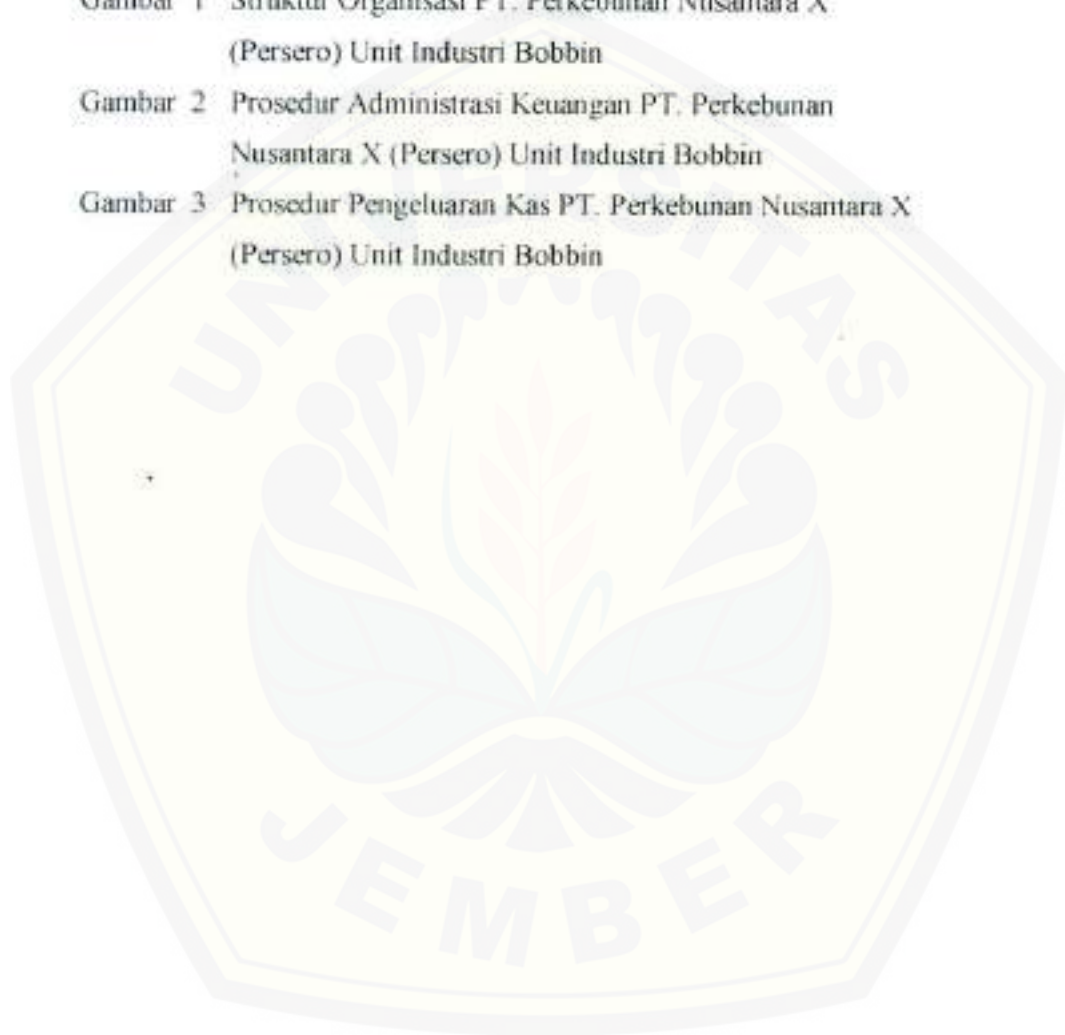 Gambar 1 Struktur Organisasi PT. Perkebunan Nusantara X
(Persero) Unit Industri Bobbin
Gambar 2 Prosedur Administrasi Keuangan PT. Perkebunan
Nusantara X (Persero) Unit Industri Bobbin
Gambar 3 Prosedur Pengeluaran Kas PT. Perkebunan Nusantara X
(Persero) Unit Industri Bobbin
UNIVERSITAS
JEMBER